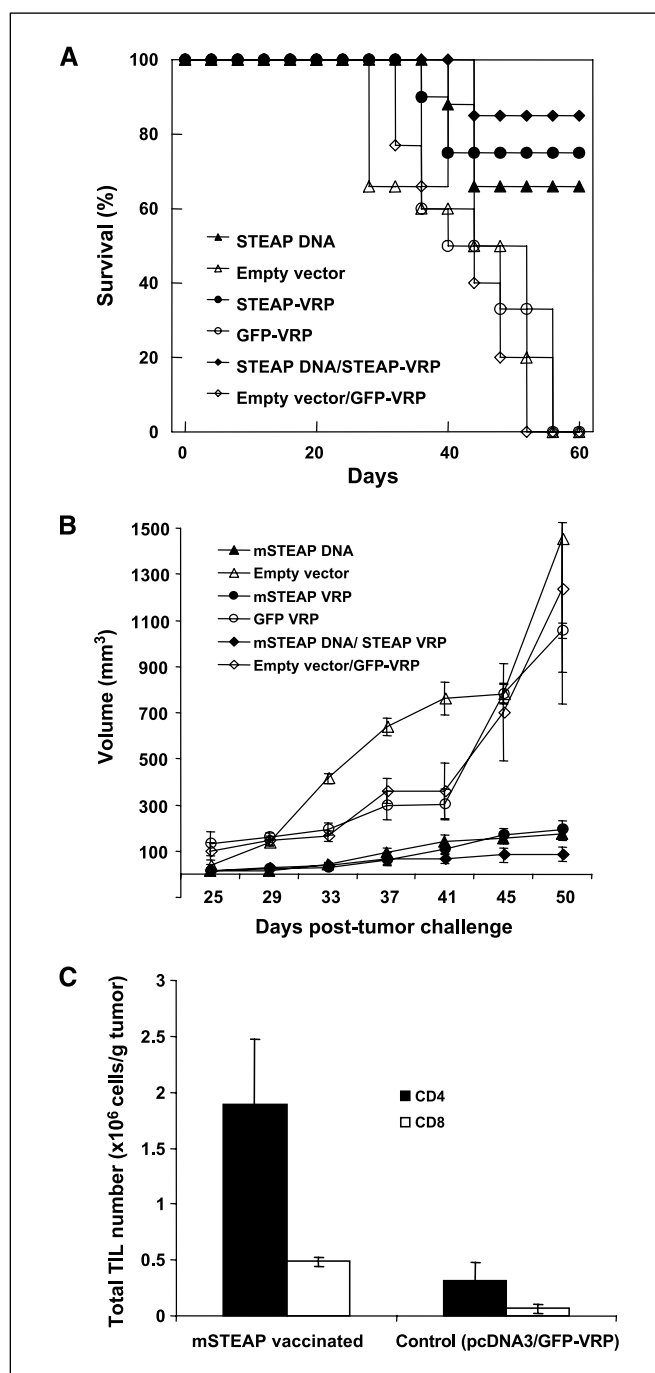 A
100
80
60
40
20
0
Survival (%)
STEAP DNA
Empty vector
STEAP-VRP
GFP-VRP
STEAP DNA/STEAP-VRP
Empty vector/GFP-VRP
0 20 40 60
Days
B
1500
1300
1100
900
700
500
300
100
Volume (mm³)
mSTEAP DNA
Empty vector
mSTEAP VRP
GFP VRP
mSTEAP DNA/ STEAP VRP
Empty vector/GFP-VRP
25 29 33 37 41 45 50
Days post-tumor challenge
C
3
2.5
2
1.5
1
0.5
0
Total TIL number (x10⁶ cells/g tumor)
CD4
CD8
mSTEAP vaccinated Control (pcDNA3/GFP-VRP)